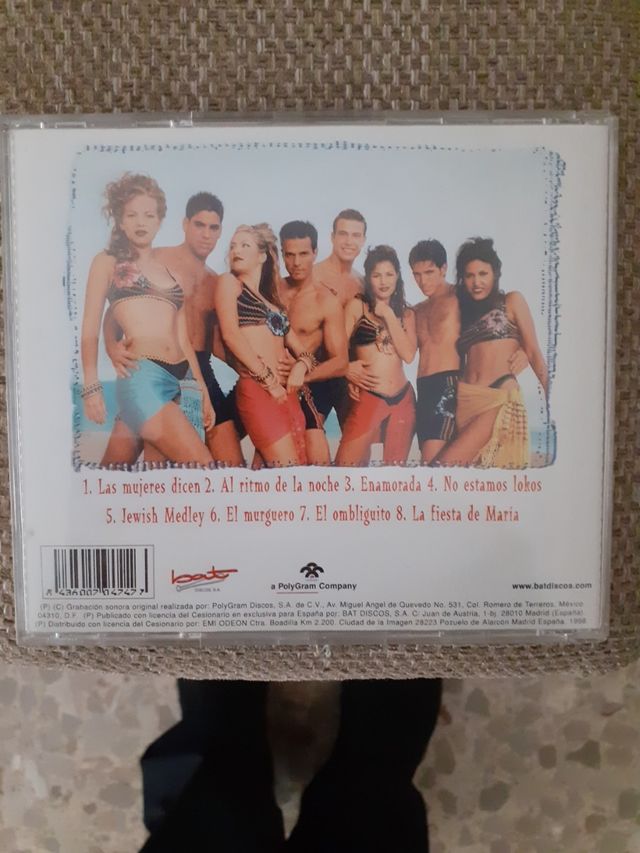 1. Las mujeres dicen 2. Al ritmo de la noche 3. Enamorada 4. No estamos lokos
5. Jewish Medley 6. El murguero 7. El ombliguito 8. La fiesta de María
8 436007 047477
bat
DISCOS, S.A.
a PolyGram Company
www.batdiscos.com
(P) (C) Grabación sonora original realizada por: PolyGram Discos, S.A. de C.V., Av. Miguel Angel de Quevedo No. 531, Col. Romero de Terreros. México
04310, D.F. (P) Publicado con licencia del Cesionario en exclusiva para España por: BAT DISCOS, S.A. C/ Juan de Austria, 1-bj. 28010 Madrid (España).
(P) Distribuido con licencia del Cesionario por: EMI ODEON Ctra. Boadilla Km 2.200. Ciudad de la Imagen 28223 Pozuelo de Alarcón Madrid España. 1998